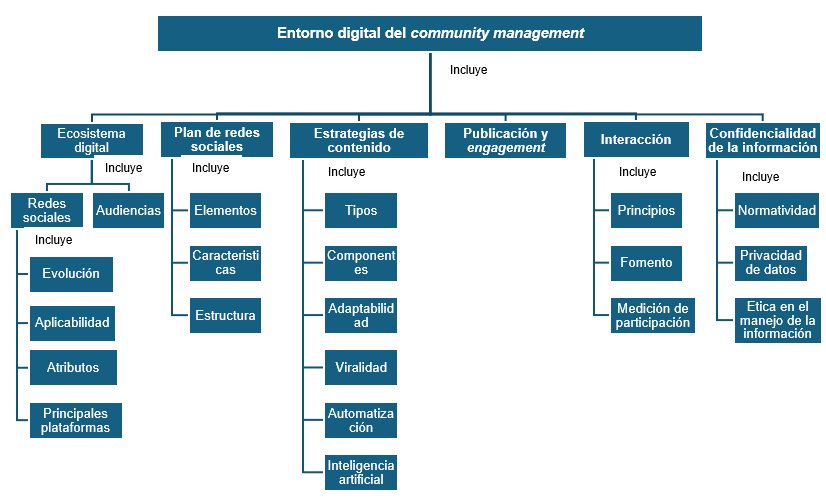 Entorno digital del community management
Incluye
Ecosistema
digital
Plan de redes
sociales
Estrategias de
contenido
Publicación y
engagement
Interacción
Confidencialidad
de la información
Incluye
Incluye
Incluye
Incluye
Incluye
Redes
sociales
Audiencias
Incluye
Evolución
Aplicabilidad
Atributos
Principales
plataformas
Elementos
Caracteristi
cas
Estructura
Tipos
Component
es
Adaptabilid
ad
Viralidad
Automatiza
ción
Inteligencia
artificial
Principios
Fomento
Medición de
participación
Normatividad
Privacidad
de datos
Etica en el
manejo de la
información